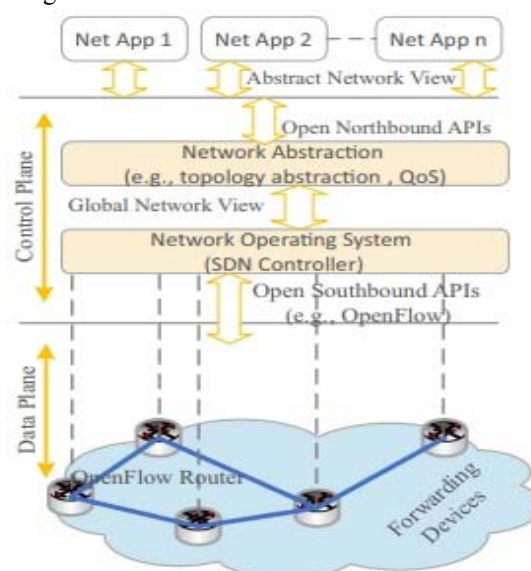 Net App 1
Net App 2
Net App n
Abstract Network View
Open Northbound APIs
Network Abstraction
(e.g., topology abstraction , QoS)
Global Network View
Network Operating System
(SDN Controller)
Open Southbound APIs
(e.g., OpenFlow)
Control Plane
Data Plane
OpenFlow Router
Forwarding
Devices